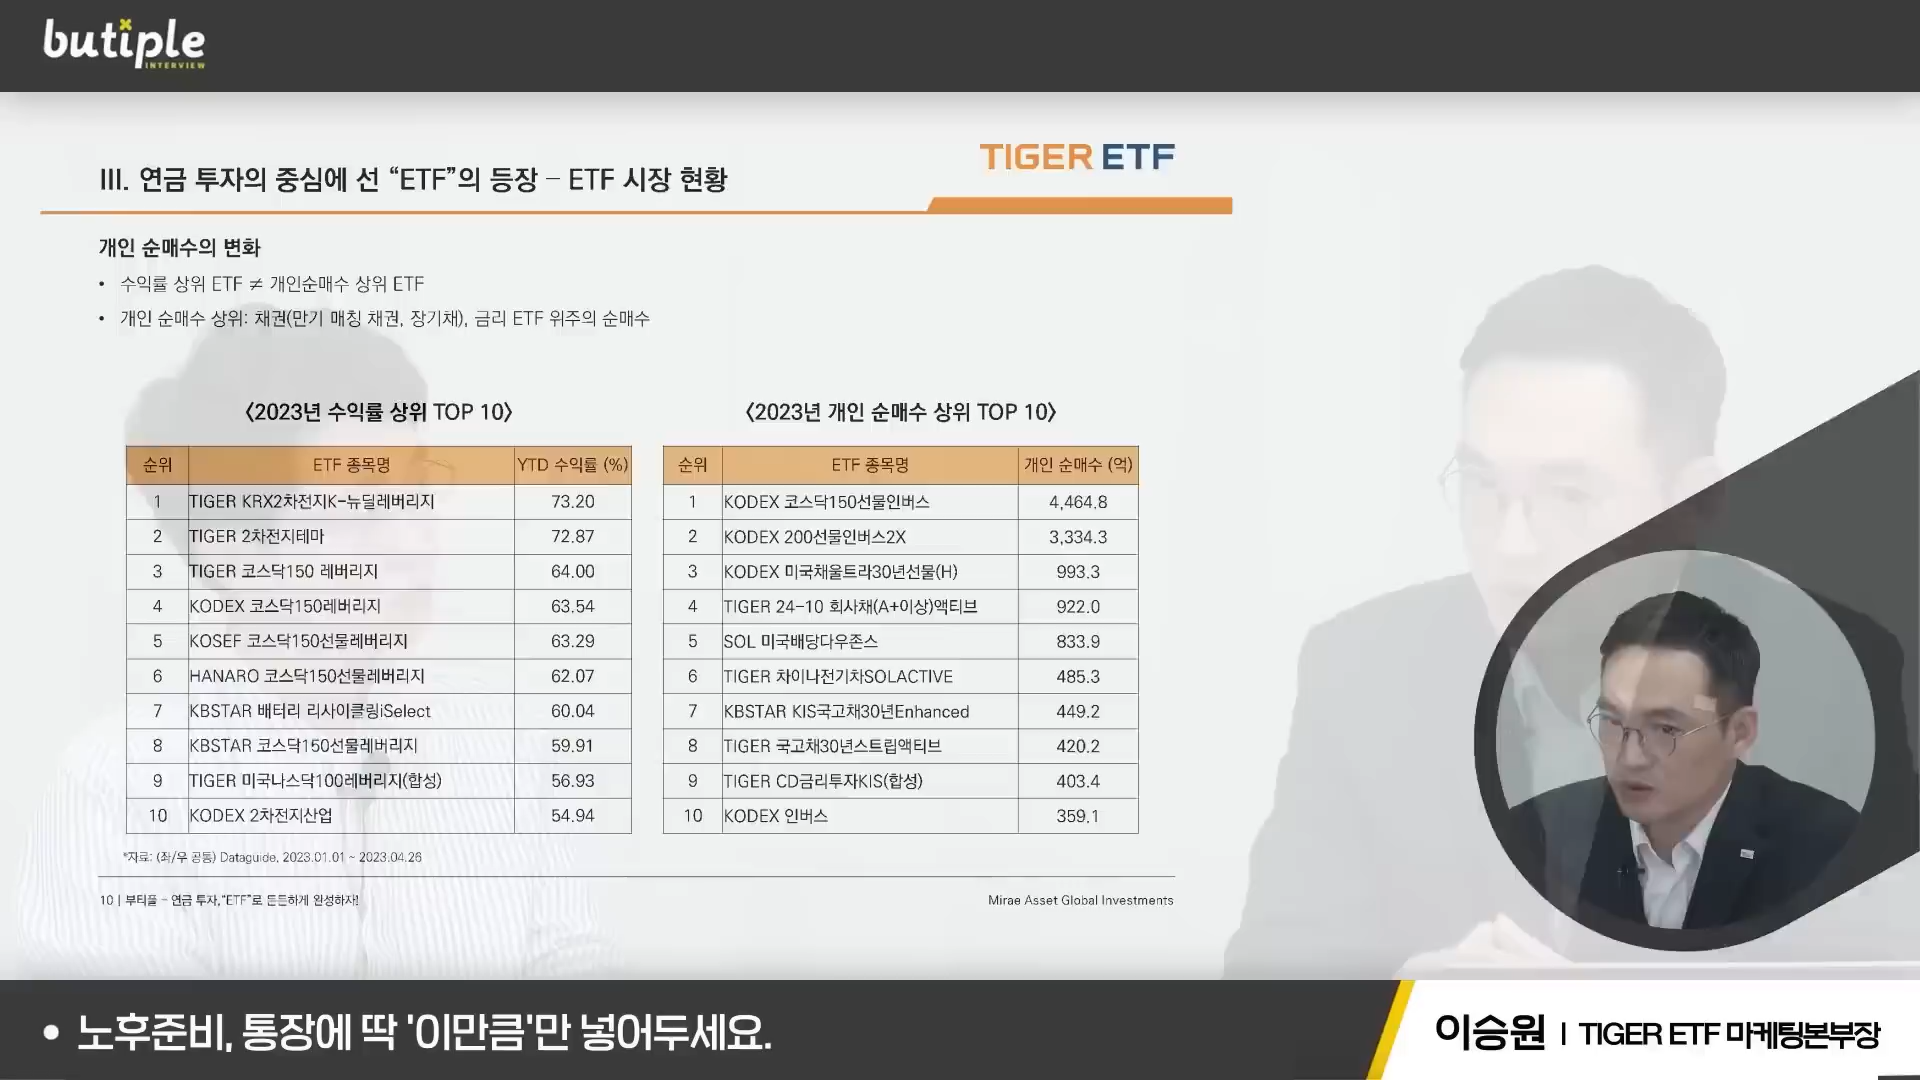 butiple
INTERVIEW
TIGER ETF
III. 연금 투자의 중심에 선 “ETF”의 등장 – ETF 시장 현황
개인 순매수의 변화
• 수익률 상위 ETF ≠ 개인순매수 상위 ETF
• 개인 순매수 상위: 채권(만기 매칭 채권, 장기채), 금리 ETF 위주의 순매수
〈2023년 수익률 상위 TOP 10〉
순위 ETF 종목명 YTD 수익률 (%)
1 TIGER KRX2차전지K-뉴딜레버리지 73.20
2 TIGER 2차전지테마 72.87
3 TIGER 코스닥150 레버리지 64.00
4 KODEX 코스닥150레버리지 63.54
5 KOSEF 코스닥150선물레버리지 63.29
6 HANARO 코스닥150선물레버리지 62.07
7 KBSTAR 배터리 리사이클링iSelect 60.04
8 KBSTAR 코스닥150선물레버리지 59.91
9 TIGER 미국나스닥100레버리지(합성) 56.93
10 KODEX 2차전지산업 54.94
〈2023년 개인 순매수 상위 TOP 10〉
순위 ETF 종목명 개인 순매수 (억)
1 KODEX 코스닥150선물인버스 4,464.8
2 KODEX 200선물인버스2X 3,334.3
3 KODEX 미국채울트라30년선물(H) 993.3
4 TIGER 24-10 회사채(A+이상)액티브 922.0
5 SOL 미국배당다우존스 833.9
6 TIGER 차이나전기차SOLACTIVE 485.3
7 KBSTAR KIS국고채30년Enhanced 449.2
8 TIGER 국고채30년스트립액티브 420.2
9 TIGER CD금리투자KIS(합성) 403.4
10 KODEX 인버스 359.1
*자료: (좌/우 공통) Dataguide, 2023.01.01 ~ 2023.04.26
10 | 부티플 - 연금 투자,“ETF”로 든든하게 완성하자!
Mirae Asset Global Investments
• 노후준비, 통장에 딱 '이만큼'만 넣어두세요.
이승원 | TIGER ETF 마케팅본부장